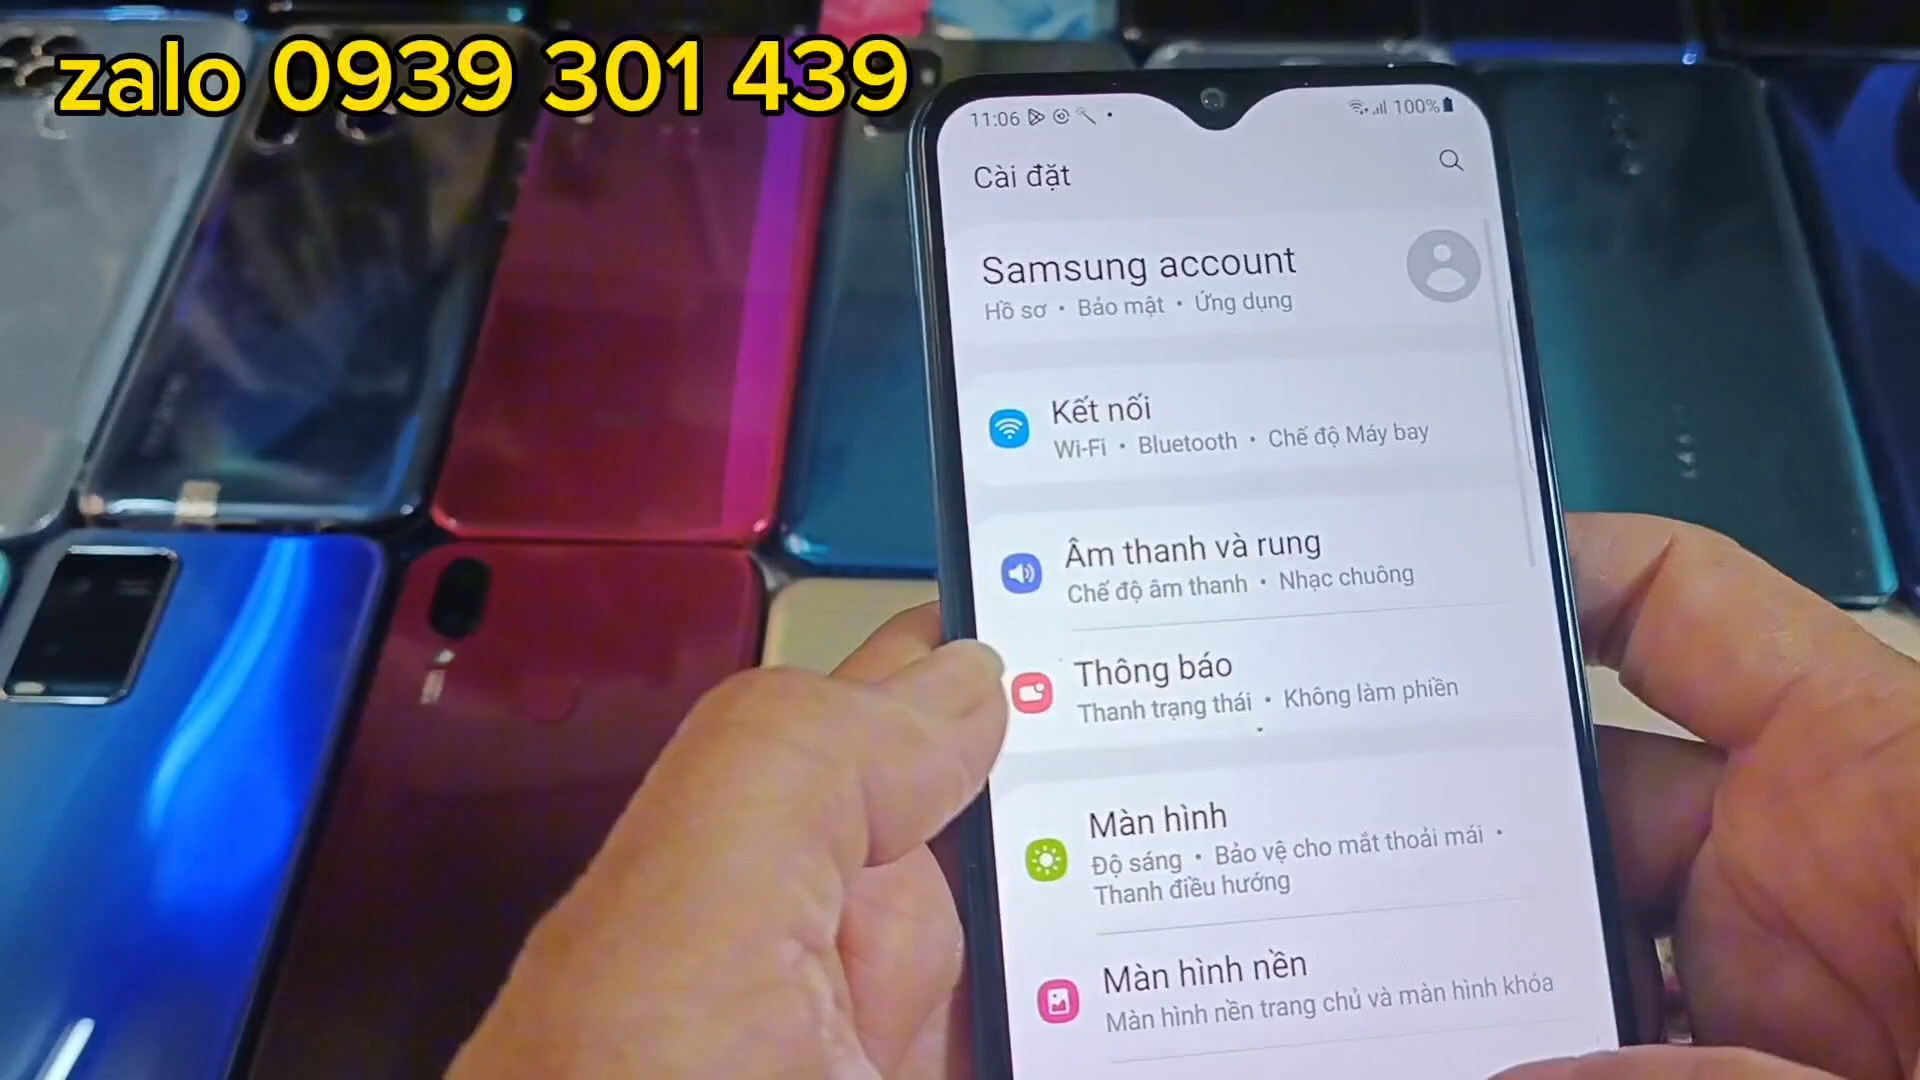 zalo 0939 301 439
11:06
100%
Cài đặt
Samsung account
Hồ sơ • Bảo mật • Ứng dụng
Kết nối
Wi-Fi • Bluetooth • Chế độ Máy bay
Âm thanh và rung
Chế độ âm thanh • Nhạc chuông
Thông báo
Thanh trạng thái • Không làm phiền
Màn hình
Độ sáng • Bảo vệ cho mắt thoải mái •
Thanh điều hướng
Màn hình nền
Màn hình nền trang chủ và màn hình khóa